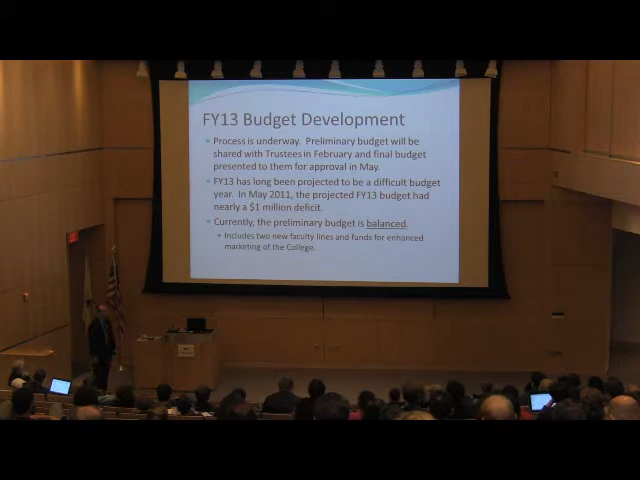 FY13 Budget Development
Process is underway. Preliminary budget will be
shared with Trustees in February and final budget
presented to them for approval in May.
FY13 has long been projected to be a difficult budget
year. In May 2011, the projected FY13 budget had
nearly a $1 million deficit.
Currently, the preliminary budget is balanced.
Includes two new faculty lines and funds for enhanced
marketing of the College.